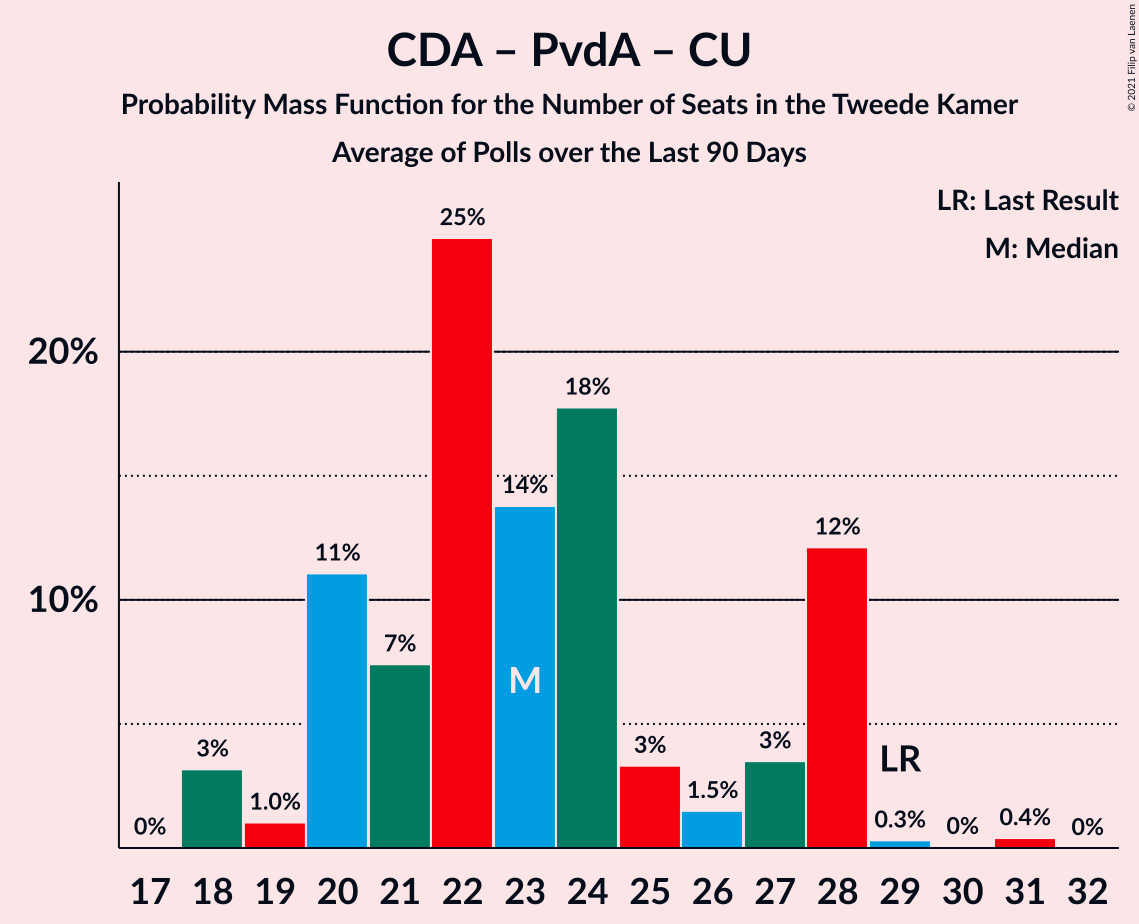 CDA – PvdA – CU
Probability Mass Function for the Number of Seats in the Tweede Kamer
Average of Polls over the Last 90 Days
© 2021 Filip van Laenen
LR: Last Result
M: Median
25%
20%
18%
14%
12%
11%
10%
7%
M
3%
1.0%
3%
1.5%
3%
LR
0%
0.3%
0%
0.4%
0%
17 18 19 20 21 22 23 24 25 26 27 28 29 30 31 32